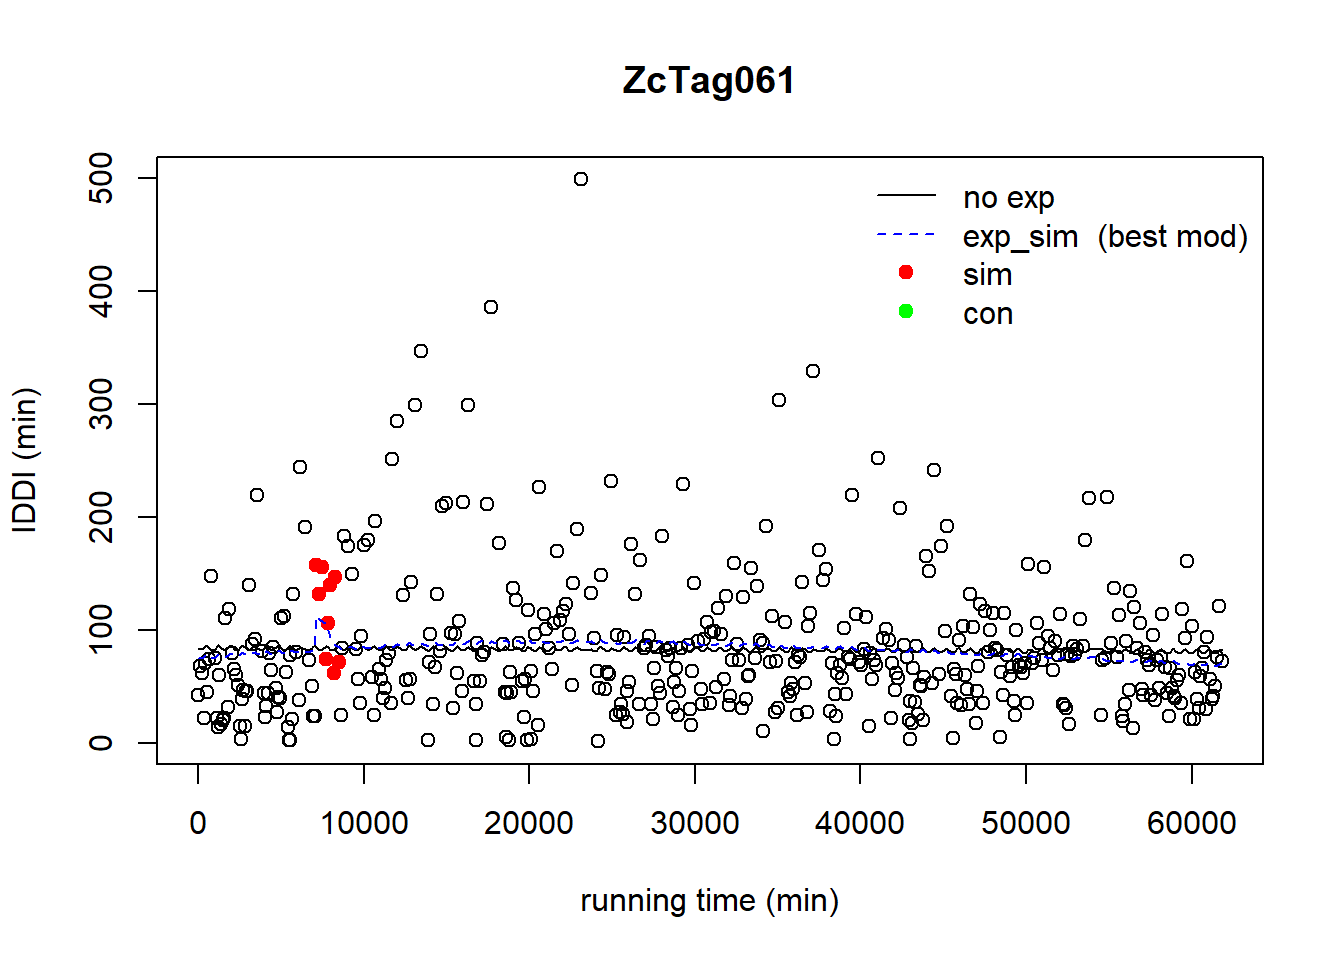 ZcTag061
no exp
exp_sim  (best mod)
sim
con
IDDI (min)
500
400
300
200
100
0
0 10000 20000 30000 40000 50000 60000
running time (min)